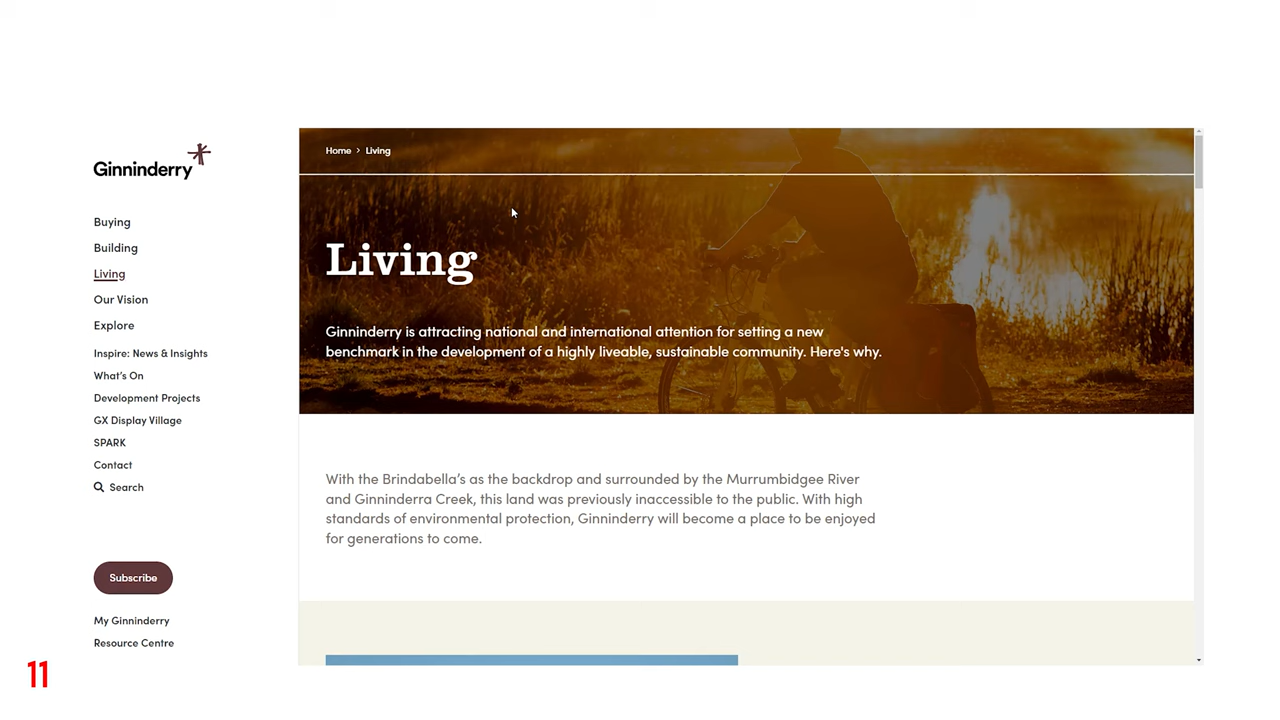 Ginninderry
Buying
Building
Living
Our Vision
Explore
Inspire: News & Insights
What's On
Development Projects
GX Display Village
SPARK
Contact
Search
Subscribe
My Ginninderry
Resource Centre
Home > Living
Living
Ginninderry is attracting national and international attention for setting a new
benchmark in the development of a highly liveable, sustainable community. Here's why.
With the Brindabella's as the backdrop and surrounded by the Murrumbidgee River
and Ginninderra Creek, this land was previously inaccessible to the public. With high
standards of environmental protection, Ginninderry will become a place to be enjoyed
for generations to come.
11